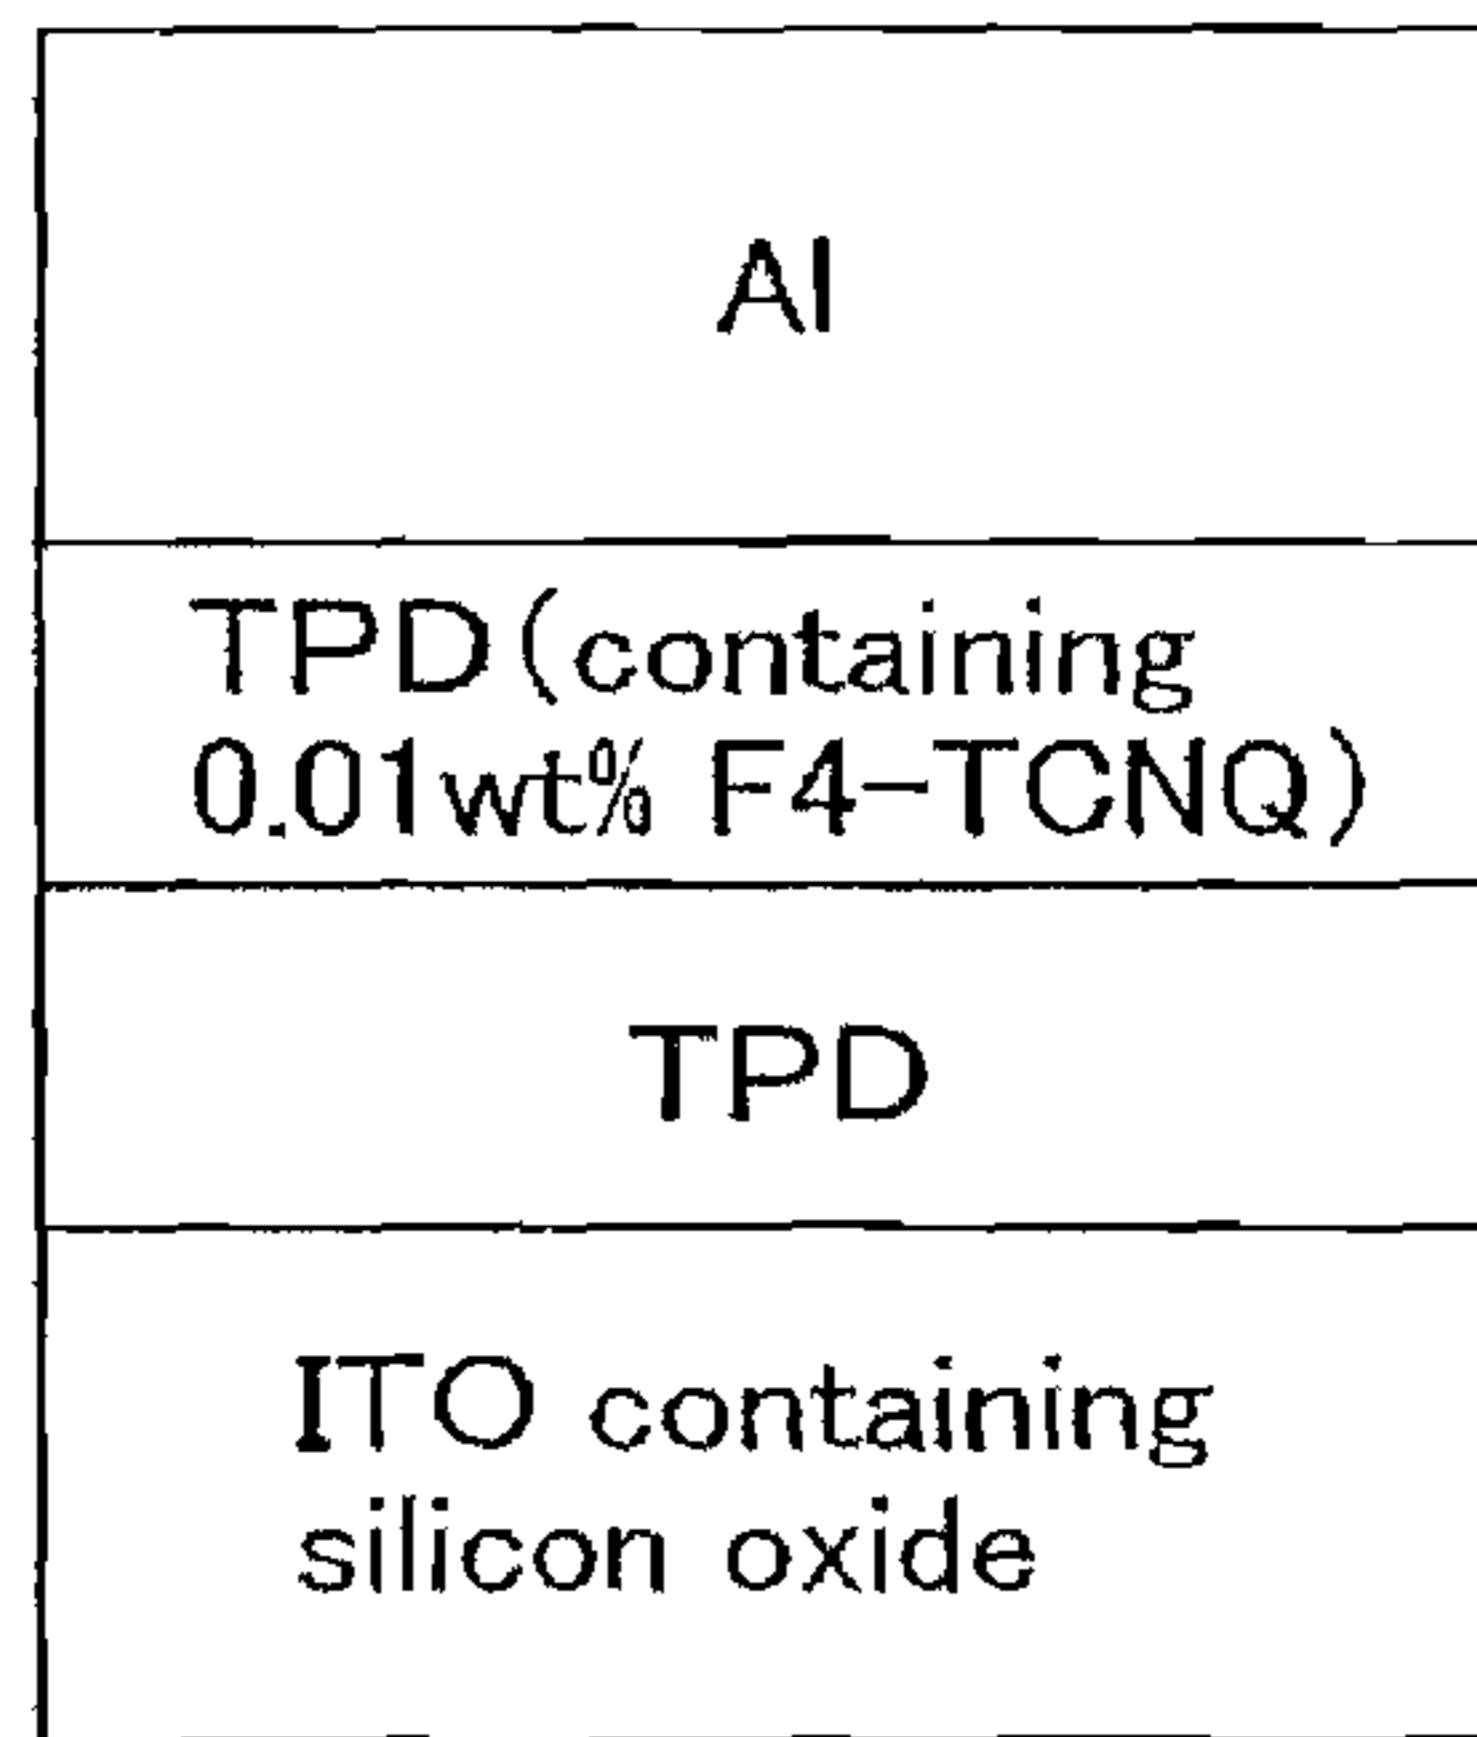 Al
TPD(containing
0.01wt% F4-TCNQ)
TPD
ITO containing
silicon oxide